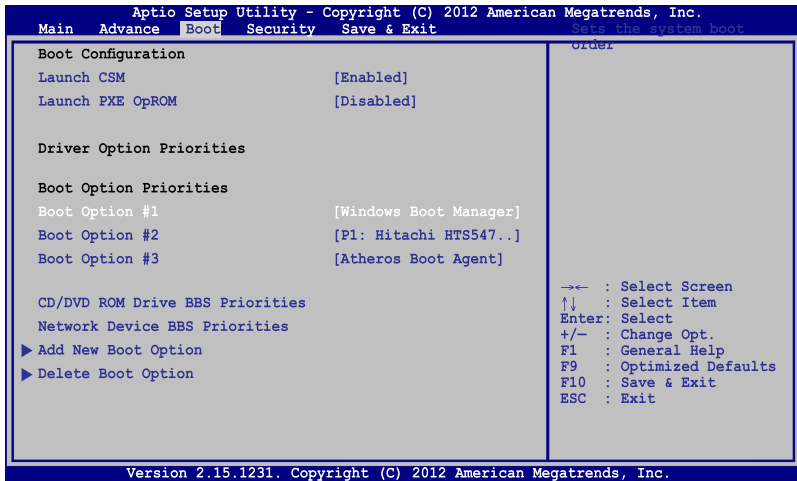 Aptio Setup Utility - Copyright (C) 2012 American Megatrends, Inc.
Main Advance Boot Security Save & Exit
Boot Configuration
Launch CSM [Enabled]
Launch PXE OpROM [Disabled]
Driver Option Priorities
Boot Option Priorities
Boot Option #1 [Windows Boot Manager]
Boot Option #2 [P1: Hitachi HTS547..]
Boot Option #3 [Atheros Boot Agent]
CD/DVD ROM Drive BBS Priorities
Network Device BBS Priorities
▶ Add New Boot Option
▶ Delete Boot Option
Sets the system boot
order
→← : Select Screen
↑↓ : Select Item
Enter: Select
+/— : Change Opt.
F1 : General Help
F9 : Optimized Defaults
F10 : Save & Exit
ESC : Exit
Version 2.15.1231. Copyright (C) 2012 American Megatrends, Inc.